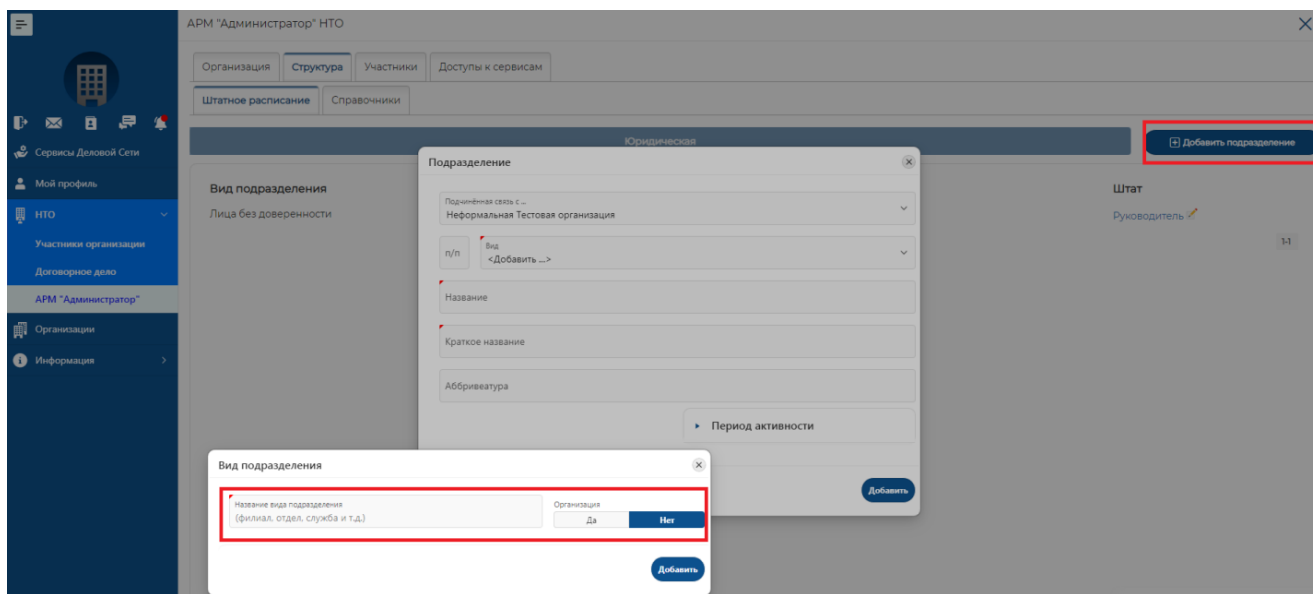 АРМ "Администратор" НТО
Организация Структура Участники Доступы к сервисам
Штатное расписание Справочники
Юридическая
Добавить подразделение
Сервисы Деловой Сети
Мой профиль
НТО
Участники организации
Договорное дело
АРМ "Администратор"
Организации
Информация
Вид подразделения
Штат
Лица без доверенности
Руководитель
1-1
Подразделение
Подчинённая связь с ...
Неформальная Тестовая организация
п/п
Вид
<Добавить ...>
Название
Краткое название
Аббривеатура
Период активности
Добавить
Вид подразделения
Название вида подразделения
(филиал, отдел, служба и т.д.)
Организация
Да Нет
Добавить